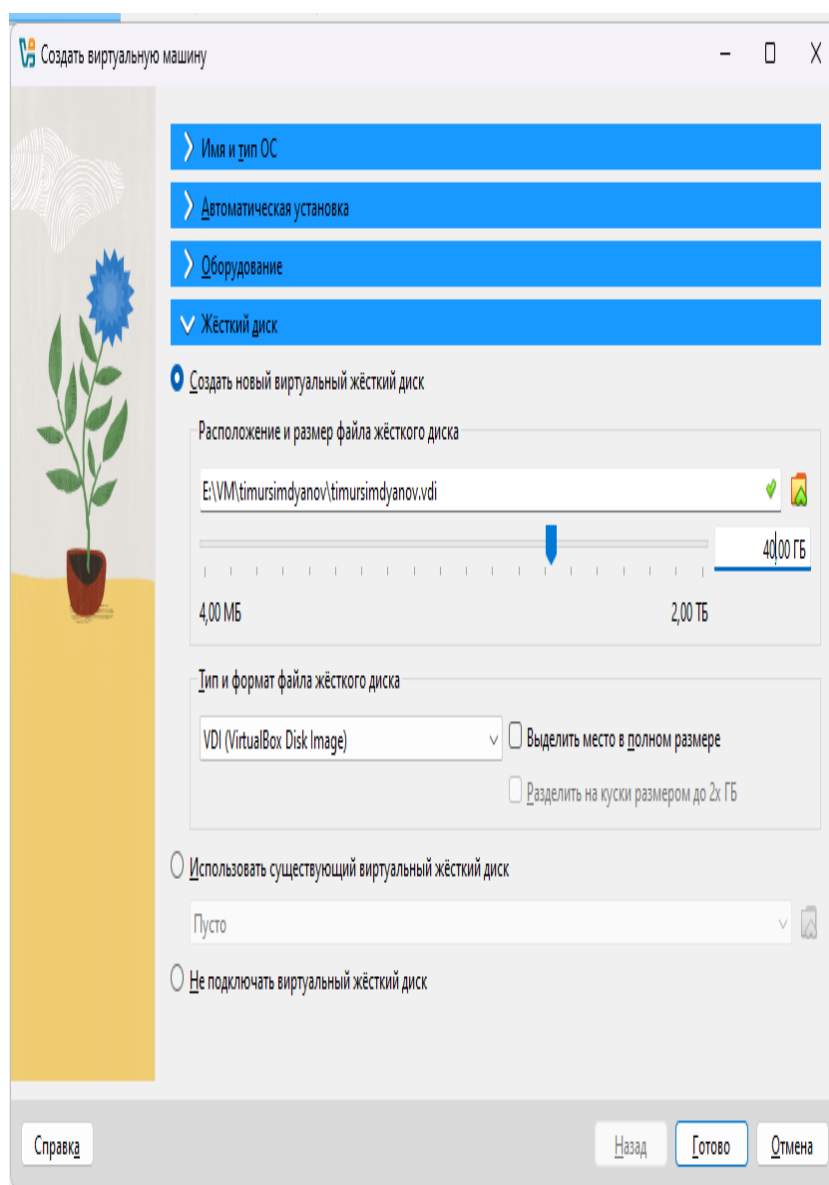 Создать виртуальную машину
Имя и тип ОС
Автоматическая установка
Оборудование
Жёсткий диск
Создать новый виртуальный жёсткий диск
Расположение и размер файла жёсткого диска
E:\VM\timursimdyanov\timursimdyanov.vdi
40,00 ГБ
4,00 МБ 2,00 ТБ
Тип и формат файла жёсткого диска
VDI (VirtualBox Disk Image) Выделить место в полном размере
Разделить на куски размером до 2х ГБ
Использовать существующий виртуальный жёсткий диск
Пусто
Не подключать виртуальный жёсткий диск
Справка Назад Готово Отмена